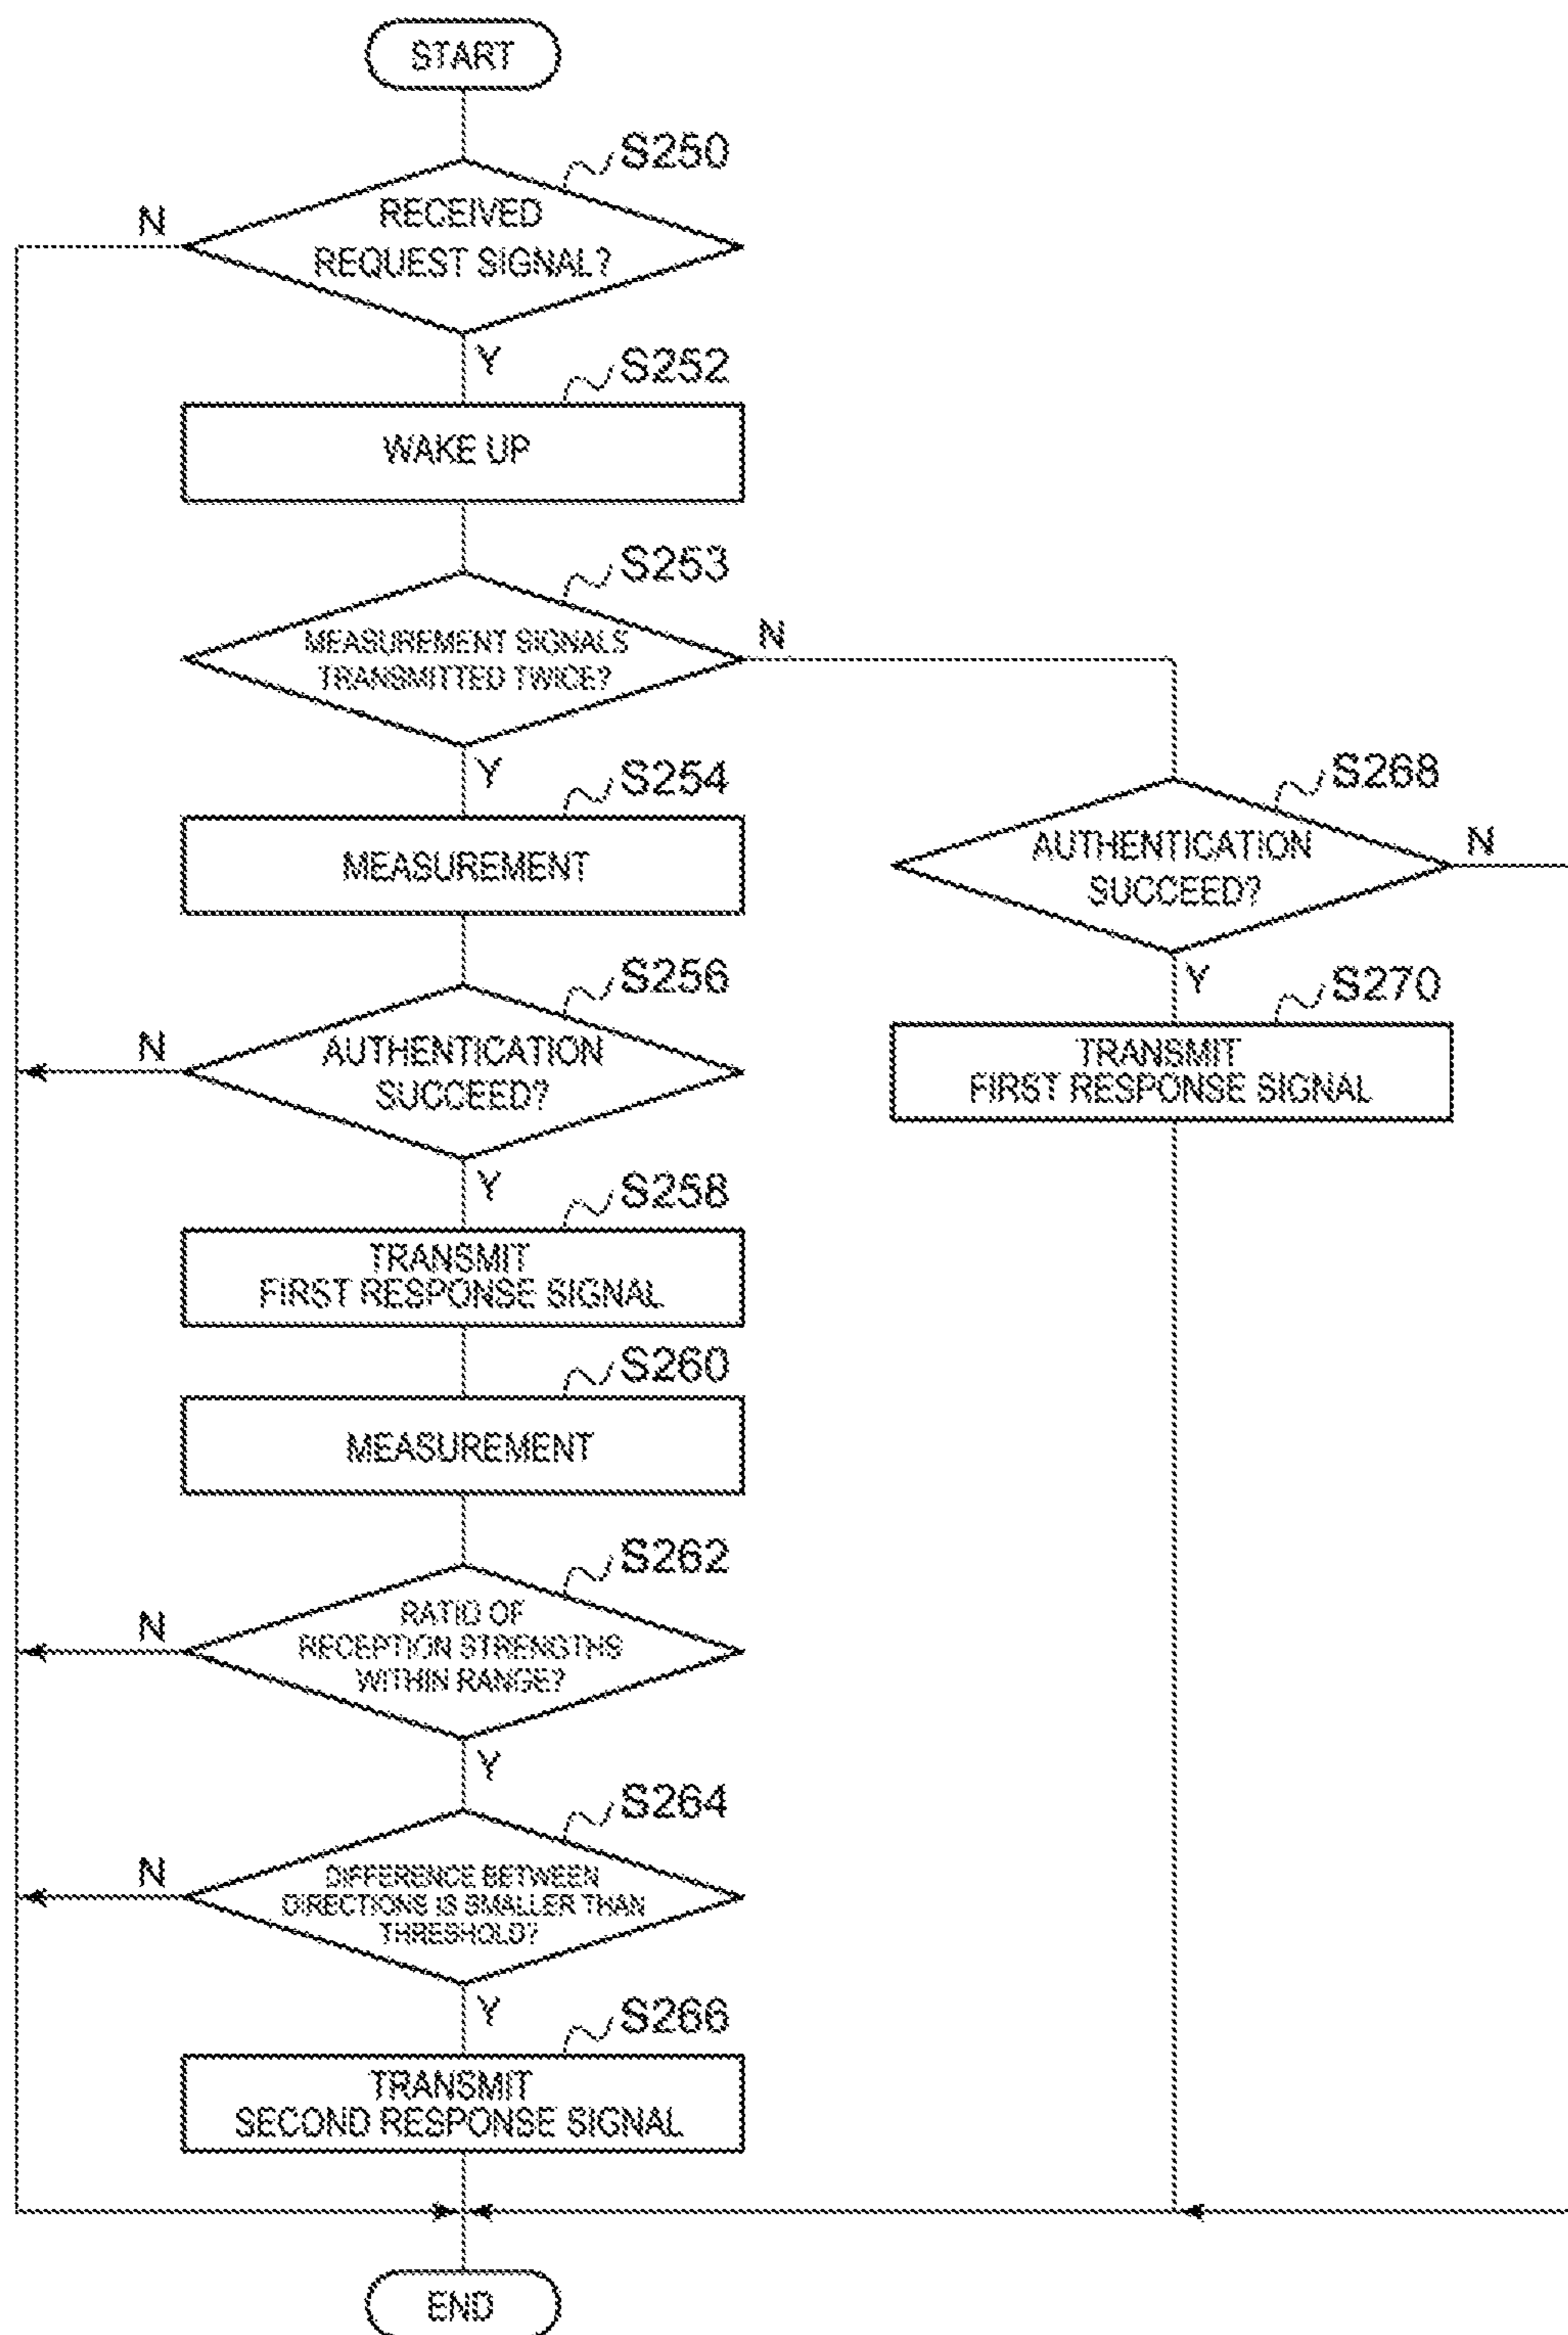 START
S250
N
RECEIVED
REQUEST SIGNAL?
Y
S252
WAKE UP
S253
MEASUREMENT SIGNALS
TRANSMITTED TWICE?
N
Y
S254
MEASUREMENT
S268
AUTHENTICATION
SUCCEED?
N
Y
S256
N
AUTHENTICATION
SUCCEED?
Y
S270
TRANSMIT
FIRST RESPONSE SIGNAL
S258
TRANSMIT
FIRST RESPONSE SIGNAL
S260
MEASUREMENT
S262
N
RATIO OF
RECEPTION STRENGTHS
WITHIN RANGE?
Y
S264
N
DIFFERENCE BETWEEN
DIRECTIONS IS SMALLER THAN
THRESHOLD?
Y
S266
TRANSMIT
SECOND RESPONSE SIGNAL
END